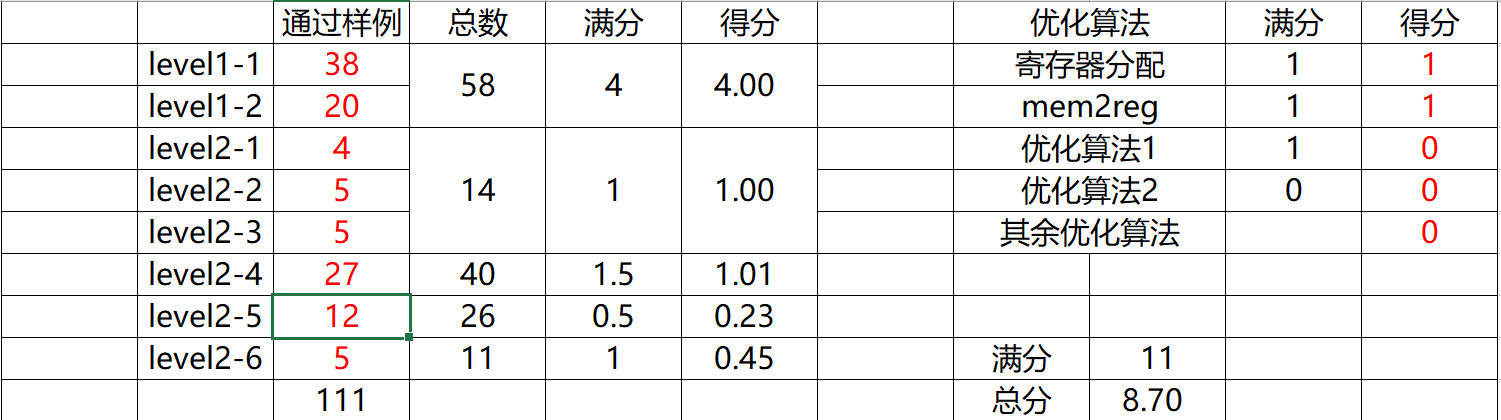 通过样例 总数 满分 得分 优化算法 满分 得分
level1-1 38 58 4 4.00 寄存器分配 1 1
level1-2 20 mem2reg 1 1
level2-1 4 14 1 1.00 优化算法1 1 0
level2-2 5 优化算法2 0 0
level2-3 5 其余优化算法 0
level2-4 27 40 1.5 1.01
level2-5 12 26 0.5 0.23
level2-6 5 11 1 0.45 满分 11
111 总分 8.70